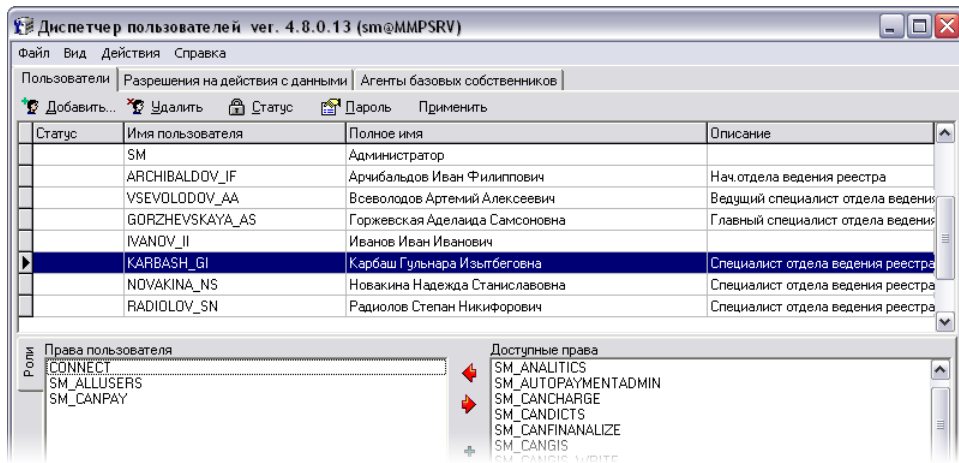 Диспетчер пользователей ver. 4.8.0.13 (sm@MMPSRV)
Файл Вид Действия Справка
Пользователи Разрешения на действия с данными Агенты базовых собственников
Добавить... Удалить Статус Пароль Применить
Статус Имя пользователя Полное имя Описание
SM Администратор
ARCHIBALDOV_IF Арчибальдов Иван Филиппович Нач.отдела ведения реестра
VSEVOLODOV_AA Всеволодов Артемий Алексеевич Ведущий специалист отдела ведения
GORZHEVSKAYA_AS Горжевская Аделаида Самсоновна Главный специалист отдела ведения
IVANOV_II Иванов Иван Иванович
KARBASH_GI Карбаш Гульнара Изытбеговна Специалист отдела ведения реестра
NOVAKINA_NS Новакина Надежда Станиславовна Специалист отдела ведения реестра
RADIOLOV_SN Радиолов Степан Никифорович Специалист отдела ведения реестра
Роли
Права пользователя Доступные права
CONNECT SM_ANALITICS
SM_ALLUSERS SM_AUTOPAYMENTADMIN
SM_CANPAY SM_CANCHARGE
SM_CANDICTS
SM_CANFINANALIZE
SM_CANGIS
SM_CANGIS_WRITE